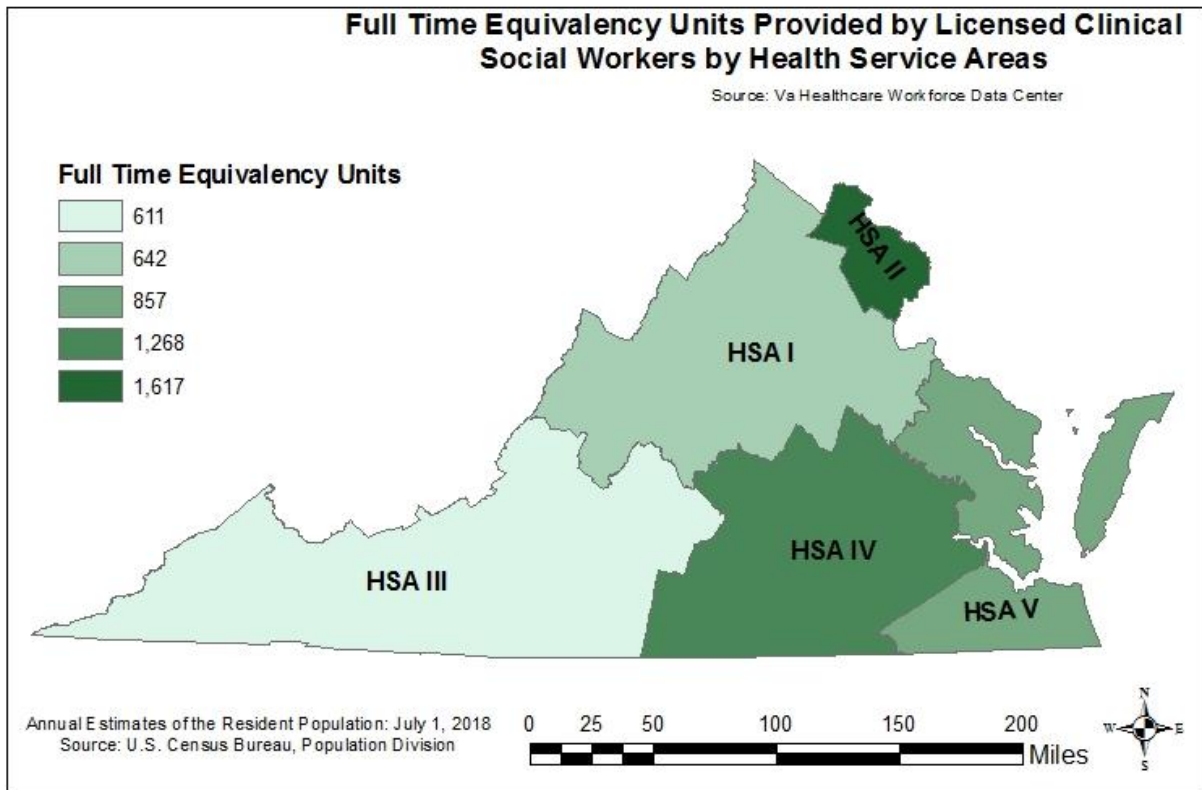 Full Time Equivalency Units Provided by Licensed Clinical
Social Workers by Health Service Areas
Source: Va Healthcare Workforce Data Center
Full Time Equivalency Units
611
642
857
1,268
1,617
HSA II
HSA I
HSA IV
HSA III
HSA V
Annual Estimates of the Resident Population: July 1, 2018
Source: U.S. Census Bureau, Population Division
0 25 50 100 150 200
Miles
N
W E
S